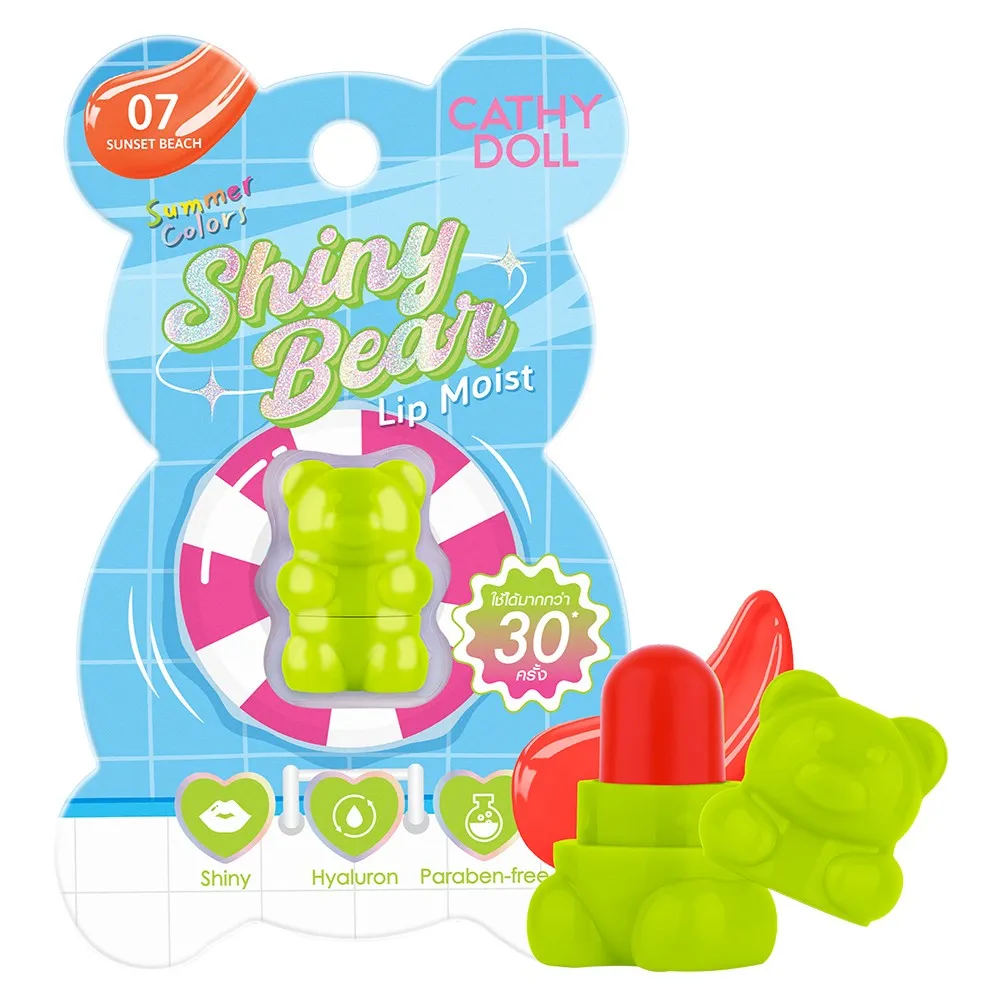 07
SUNSET BEACH
CATHY
DOLL
Summer
Colors
Shiny
Bear
Lip Moist
ใช้ได้มากกว่า
30*
ครั้ง
Shiny
Hyaluron
Paraben-free